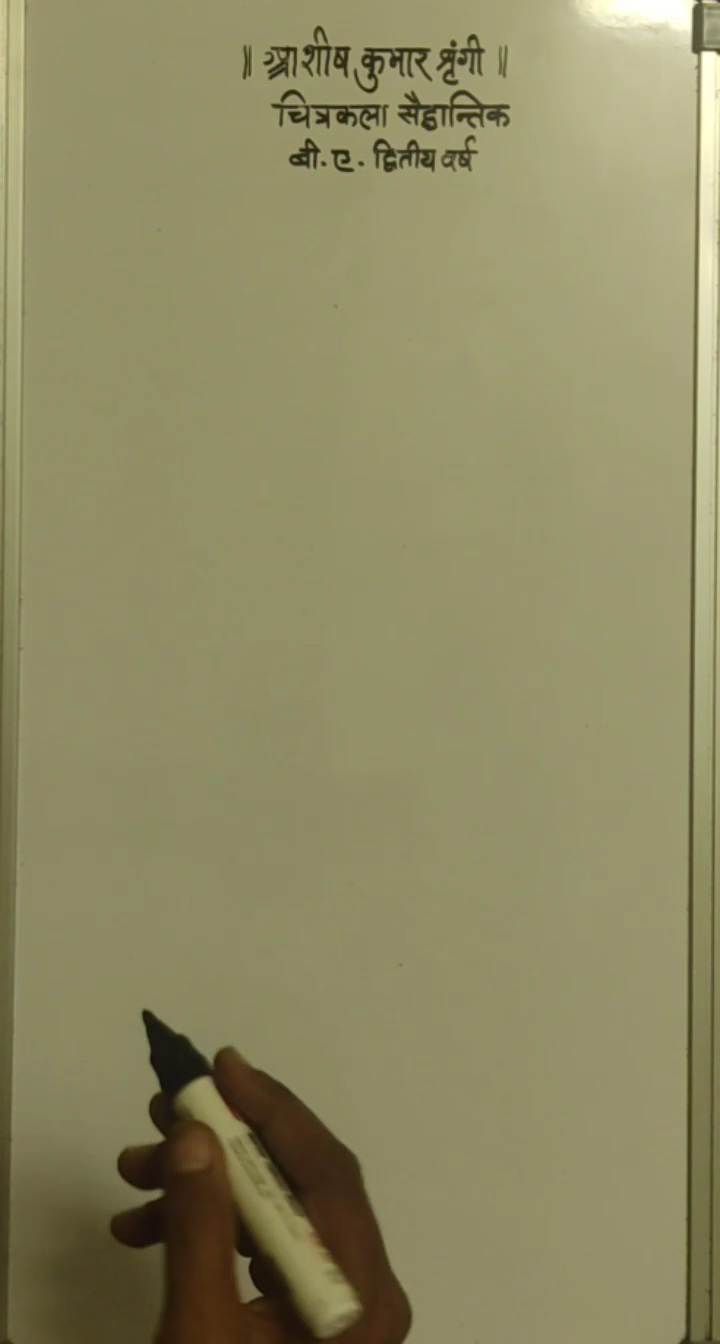 ॥ आशीष कुमार श्रृंगी ॥
चित्रकला सैद्धान्तिक
बी. ए. द्वितीय वर्ष